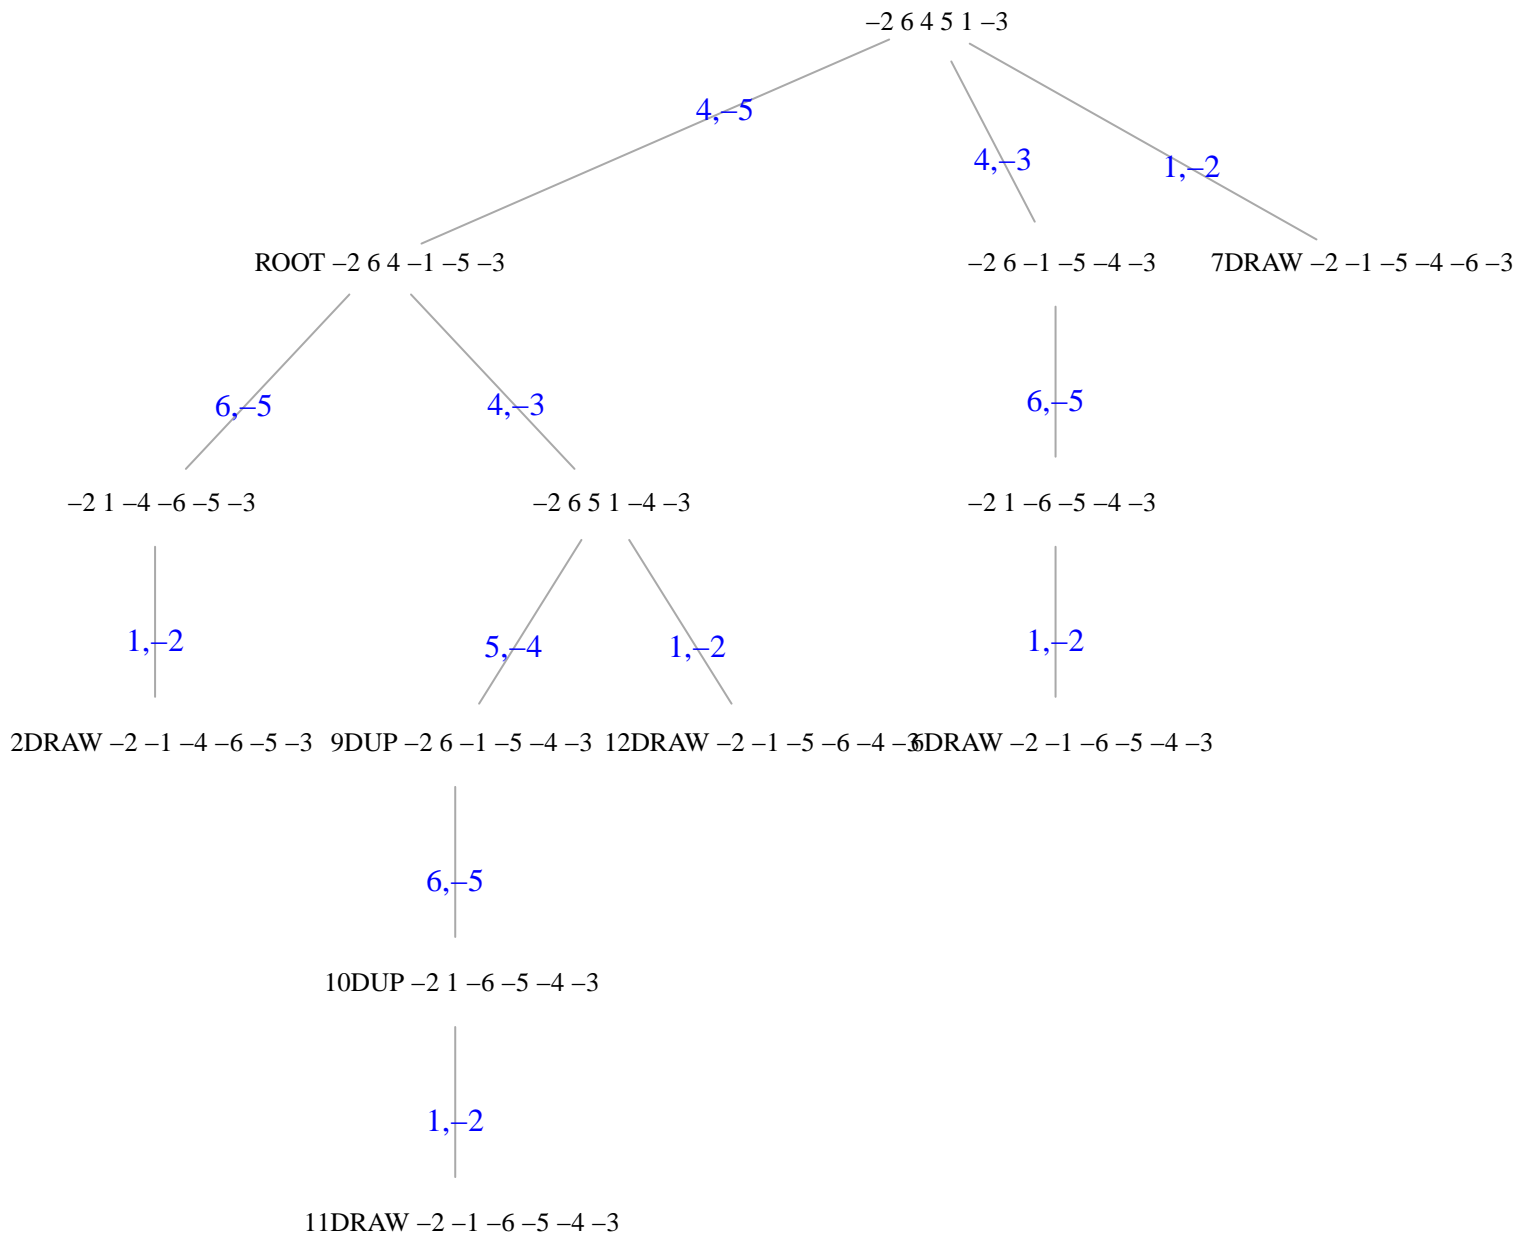 –2 6 4 5 1 –3
4,–5
4,–3
1,–2
ROOT –2 6 4 –1 –5 –3
–2 6 –1 –5 –4 –3
7DRAW –2 –1 –5 –4 –6 –3
6,–5
4,–3
6,–5
–2 1 –4 –6 –5 –3
–2 6 5 1 –4 –3
–2 1 –6 –5 –4 –3
1,–2
5,–4
1,–2
1,–2
2DRAW –2 –1 –4 –6 –5 –3
9DUP –2 6 –1 –5 –4 –3
12DRAW –2 –1 –5 –6 –4 –3
6DRAW –2 –1 –6 –5 –4 –3
6,–5
10DUP –2 1 –6 –5 –4 –3
1,–2
11DRAW –2 –1 –6 –5 –4 –3